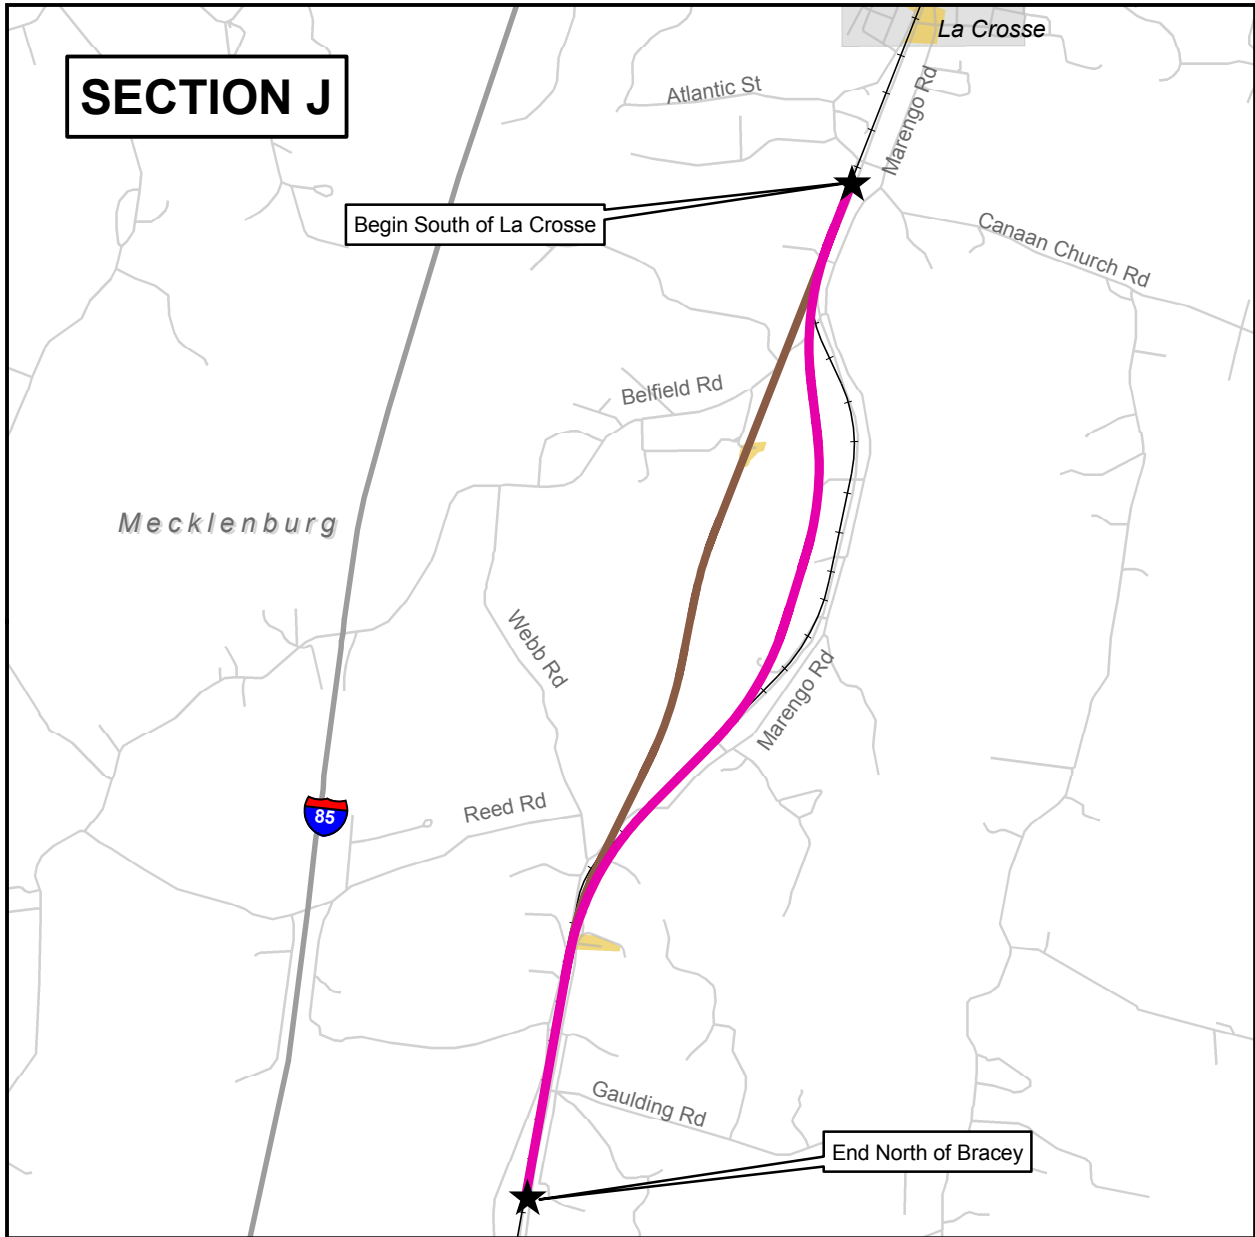 La Crosse
SECTION J
Atlantic St
Marengo Rd
Begin South of La Crosse
Canaan Church Rd
Belfield Rd
Mecklenburg
Webb Rd
Marengo Rd
Reed Rd
85
Gaulding Rd
End North of Bracey